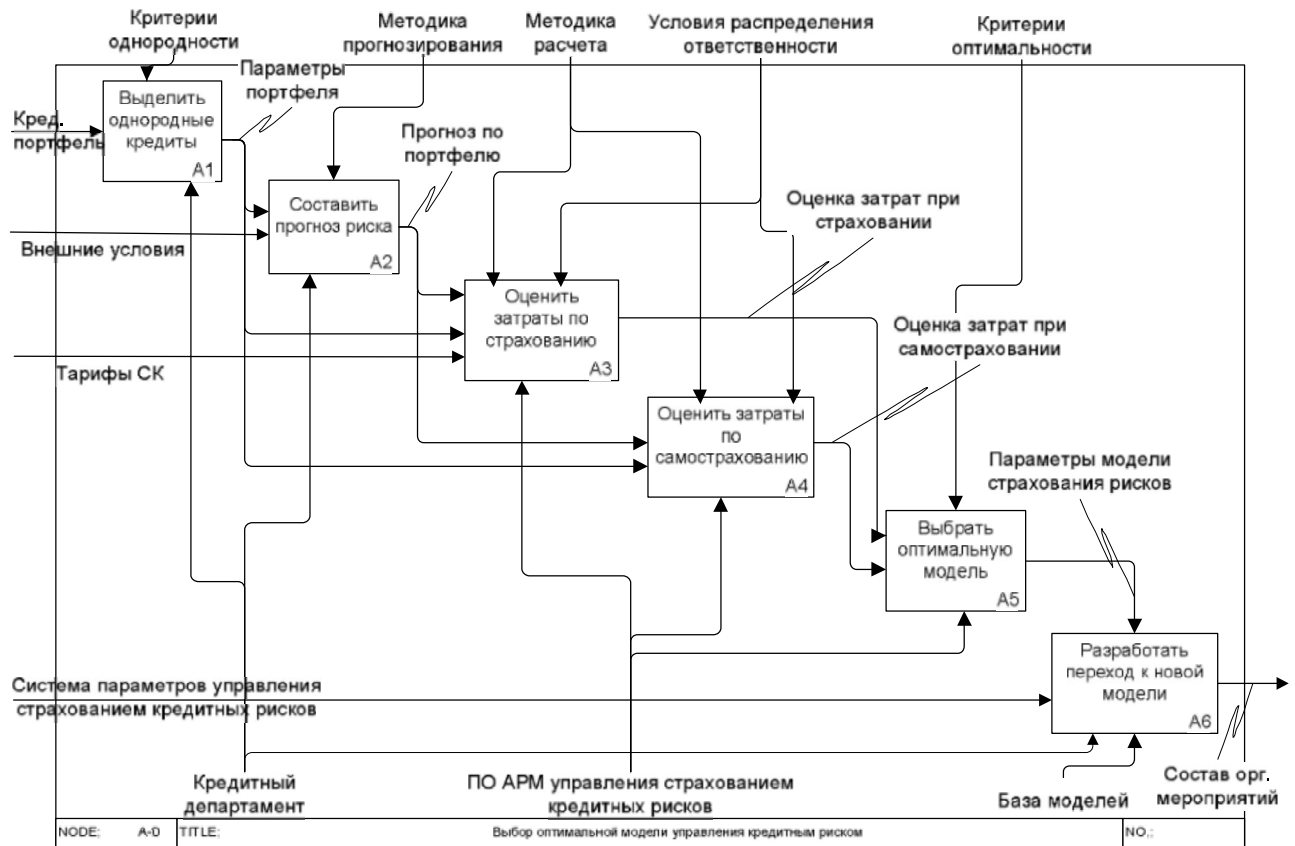 Критерии
однородности
Методика
прогнозирования
Методика
расчета
Условия распределения
ответственности
Критерии
оптимальности
Параметры
портфеля
Кред.
портфель
Выделить
однородные
кредиты
A1
Прогноз по
портфелю
Составить
прогноз риска
A2
Внешние условия
Оценка затрат при
страховании
Оценить
затраты по
страхованию
A3
Тарифы СК
Оценка затрат при
самостраховании
Оценить затраты
по
самострахованию
A4
Параметры модели
страхования рисков
Выбрать
оптимальную
модель
A5
Разработать
переход к новой
модели
A6
Система параметров управления
страхованием кредитных рисков
Кредитный
департамент
ПО АРМ управления страхованием
кредитных рисков
База моделей
Состав орг.
мероприятий
NODE: A-0 TITLE: Выбор оптимальной модели управления кредитным риском NO.: